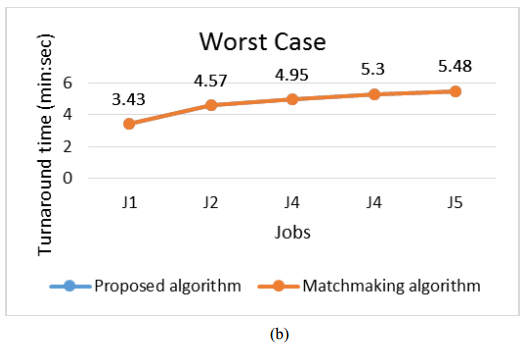 Worst Case
Turnaround time (min:sec)
6
4
2
0
3.43
4.57
4.95
5.3
5.48
J1 J2 J4 J4 J5
Jobs
Proposed algorithm Matchmaking algorithm
(b)